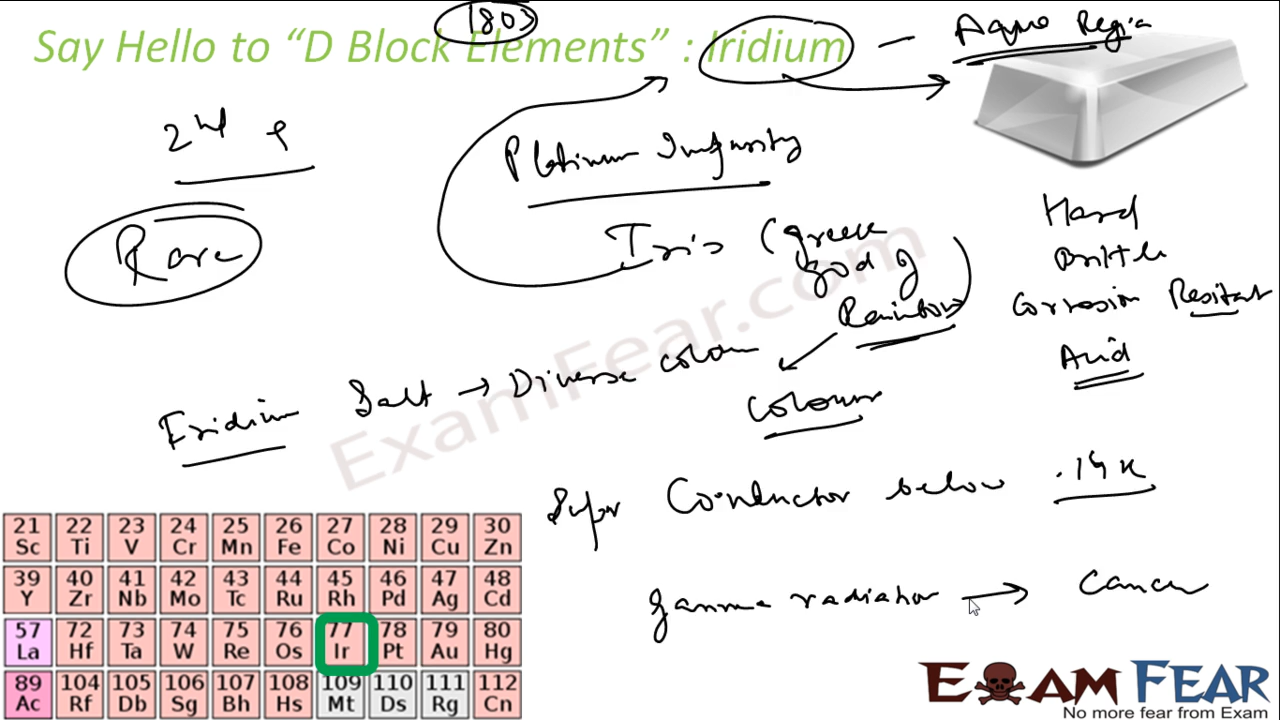 1803
Say Hello to "D Block Elements" : Iridium - Aqua Regia
Platinum Impurity
Rare
Iris (greek
god of
Rainbow)
Colours
Iridium Salt → Diverse colour
Hard
Brittle
Corrosion Resistant
Acid
Super Conductor below .14 K
gamma radiation → Cancer
ExamFear.com
21 22 23 24 25 26 27 28 29 30
Sc Ti V Cr Mn Fe Co Ni Cu Zn
39 40 41 42 43 44 45 46 47 48
Y Zr Nb Mo Tc Ru Rh Pd Ag Cd
57 72 73 74 75 76 77 78 79 80
La Hf Ta W Re Os Ir Pt Au Hg
89 104 105 106 107 108 109 110 111 112
Ac Rf Db Sg Bh Hs Mt Ds Rg Cn
EXAM FEAR
No more fear from Exam